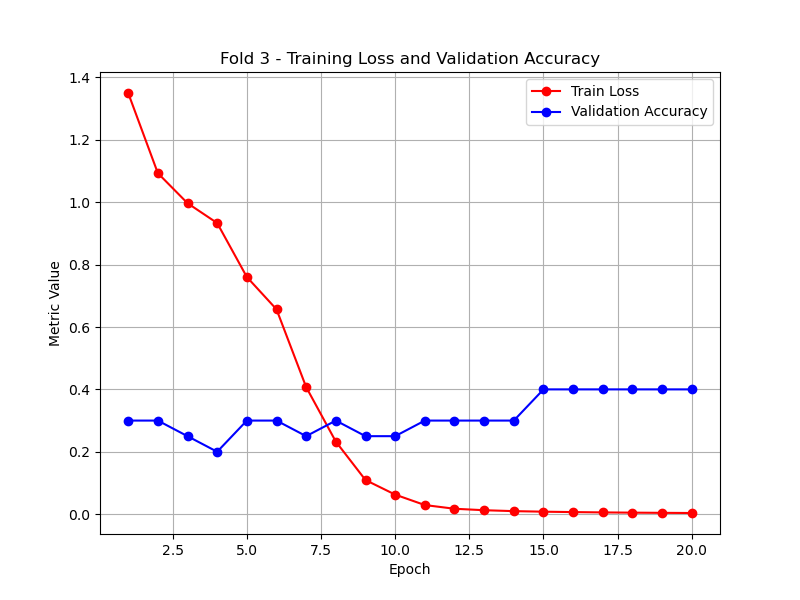 Fold 3 - Training Loss and Validation Accuracy
Train Loss
Validation Accuracy
Metric Value
1.4
1.2
1.0
0.8
0.6
0.4
0.2
0.0
2.5 5.0 7.5 10.0 12.5 15.0 17.5 20.0
Epoch